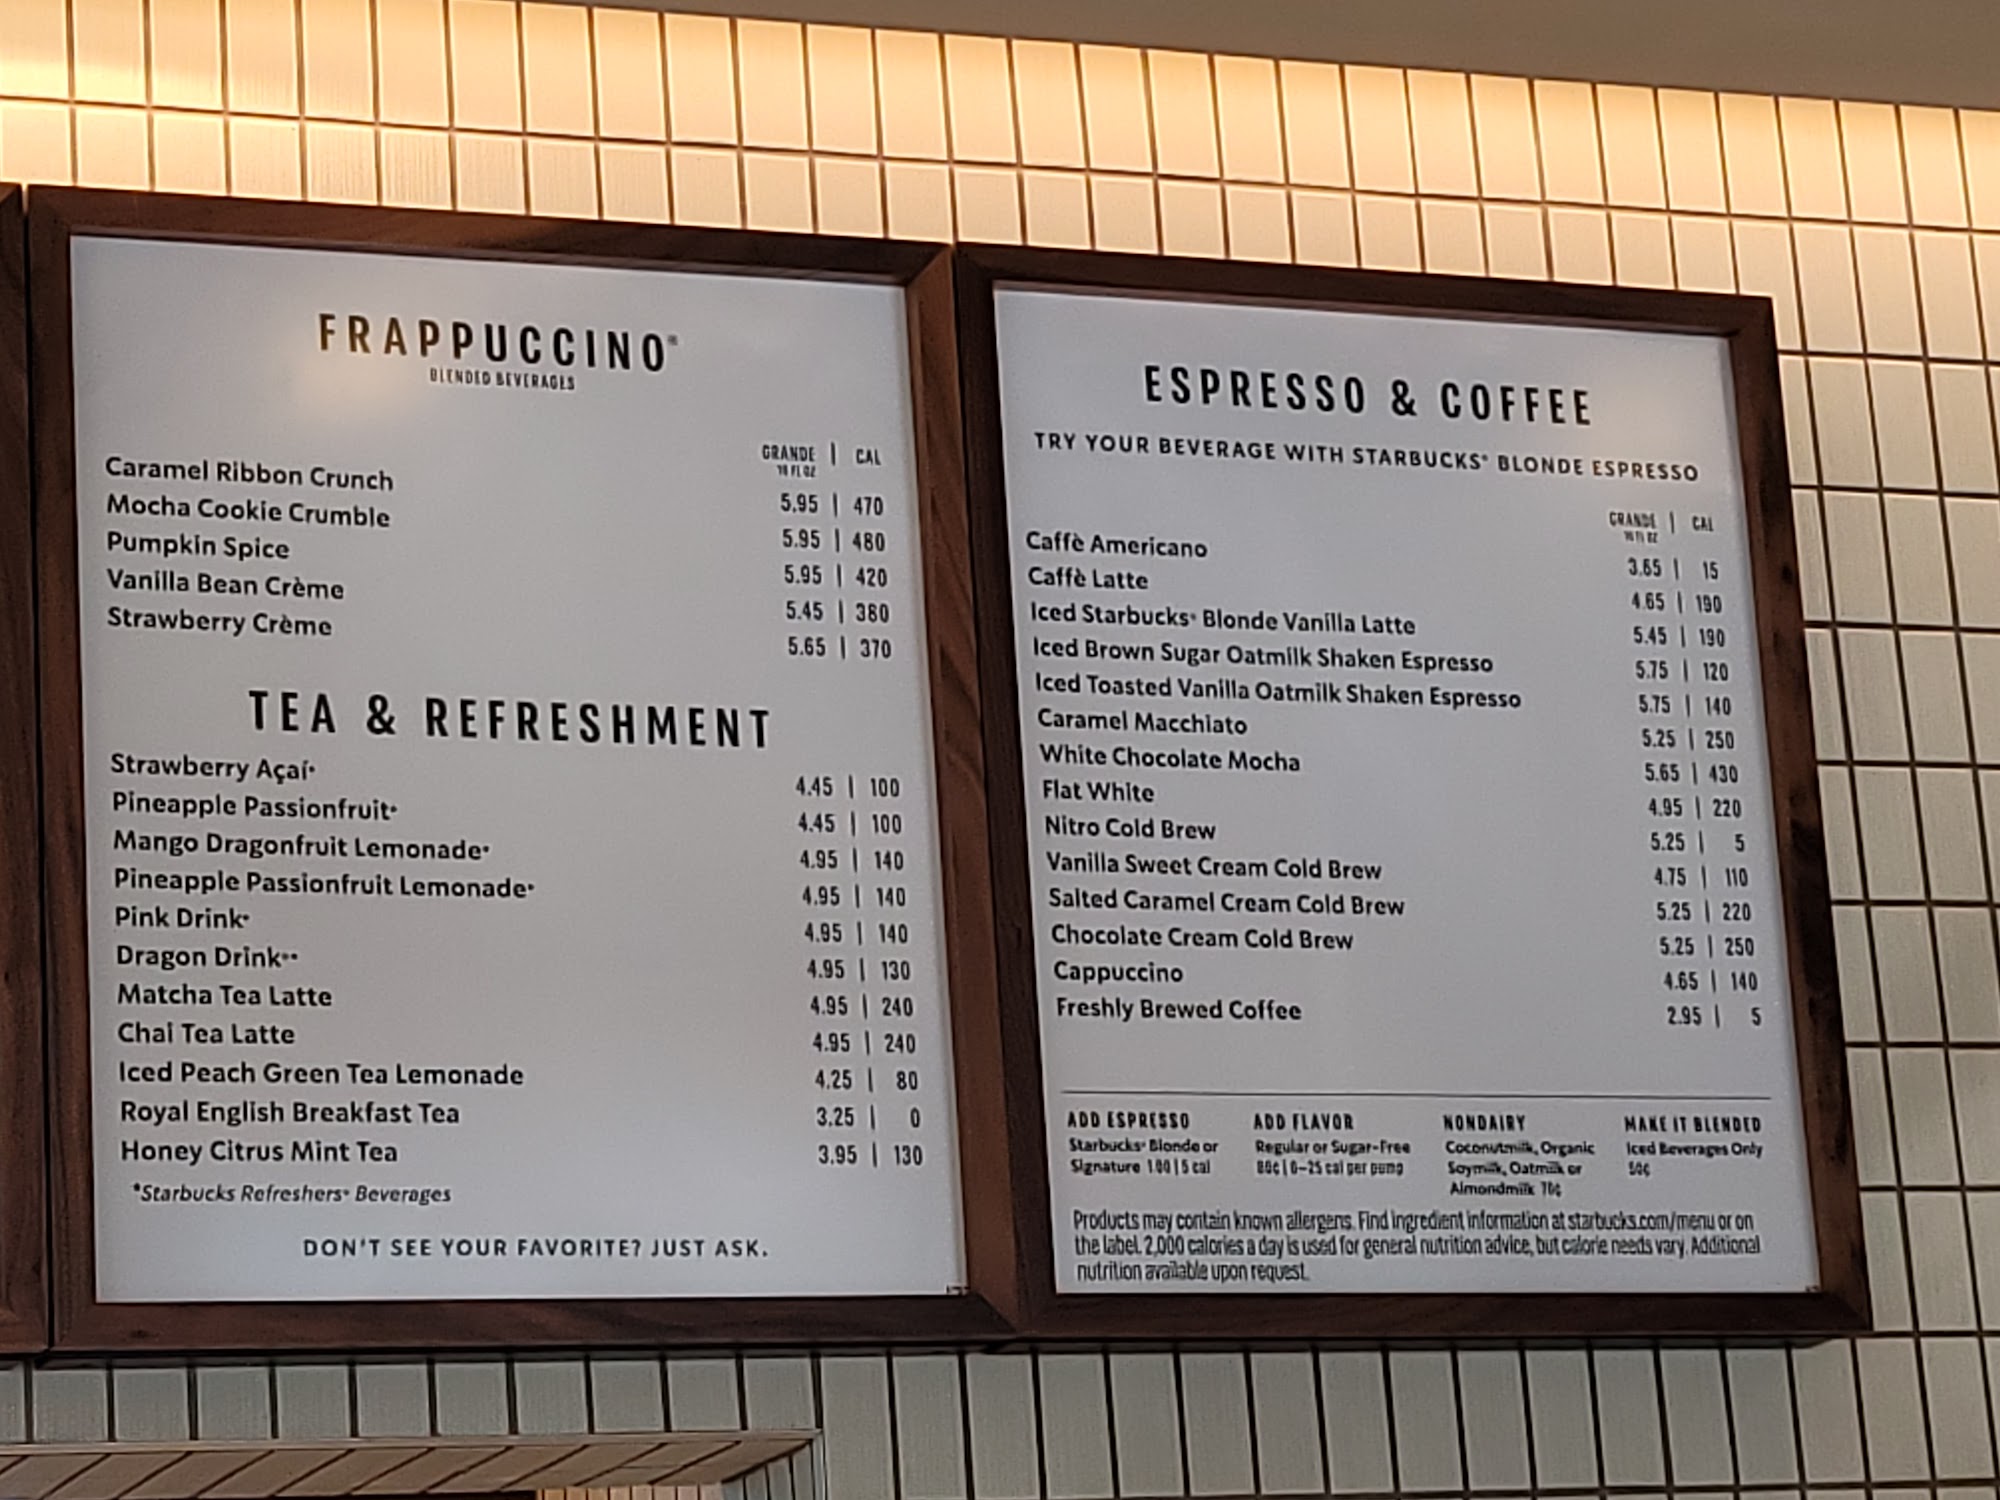 FRAPPUCCINO®
BLENDED BEVERAGES
GRANDE | CAL
16 FL OZ
Caramel Ribbon Crunch 5.95 | 470
Mocha Cookie Crumble 5.95 | 480
Pumpkin Spice 5.95 | 420
Vanilla Bean Crème 5.45 | 380
Strawberry Crème 5.65 | 370
TEA & REFRESHMENT
Strawberry Açaí* 4.45 | 100
Pineapple Passionfruit* 4.45 | 100
Mango Dragonfruit Lemonade* 4.95 | 140
Pineapple Passionfruit Lemonade* 4.95 | 140
Pink Drink* 4.95 | 140
Dragon Drink** 4.95 | 130
Matcha Tea Latte 4.95 | 240
Chai Tea Latte 4.95 | 240
Iced Peach Green Tea Lemonade 4.25 | 80
Royal English Breakfast Tea 3.25 | 0
Honey Citrus Mint Tea 3.95 | 130
*Starbucks Refreshers® Beverages
DON'T SEE YOUR FAVORITE? JUST ASK.
ESPRESSO & COFFEE
TRY YOUR BEVERAGE WITH STARBUCKS® BLONDE ESPRESSO
GRANDE | CAL
16 FL OZ
Caffè Americano 3.65 | 15
Caffè Latte 4.65 | 190
Iced Starbucks® Blonde Vanilla Latte 5.45 | 190
Iced Brown Sugar Oatmilk Shaken Espresso 5.75 | 120
Iced Toasted Vanilla Oatmilk Shaken Espresso 5.75 | 140
Caramel Macchiato 5.25 | 250
White Chocolate Mocha 5.65 | 430
Flat White 4.95 | 220
Nitro Cold Brew 5.25 | 5
Vanilla Sweet Cream Cold Brew 4.75 | 110
Salted Caramel Cream Cold Brew 5.25 | 220
Chocolate Cream Cold Brew 5.25 | 250
Cappuccino 4.65 | 140
Freshly Brewed Coffee 2.95 | 5
ADD ESPRESSO
Starbucks® Blonde or
Signature 1.00 | 5 cal
ADD FLAVOR
Regular or Sugar-Free
80¢ | 0–25 cal per pump
NONDAIRY
Coconutmilk, Organic
Soymilk, Oatmilk or
Almondmilk 70¢
MAKE IT BLENDED
Iced Beverages Only
50¢
Products may contain known allergens. Find ingredient information at starbucks.com/menu or on
the label. 2,000 calories a day is used for general nutrition advice, but calorie needs vary. Additional
nutrition available upon request.